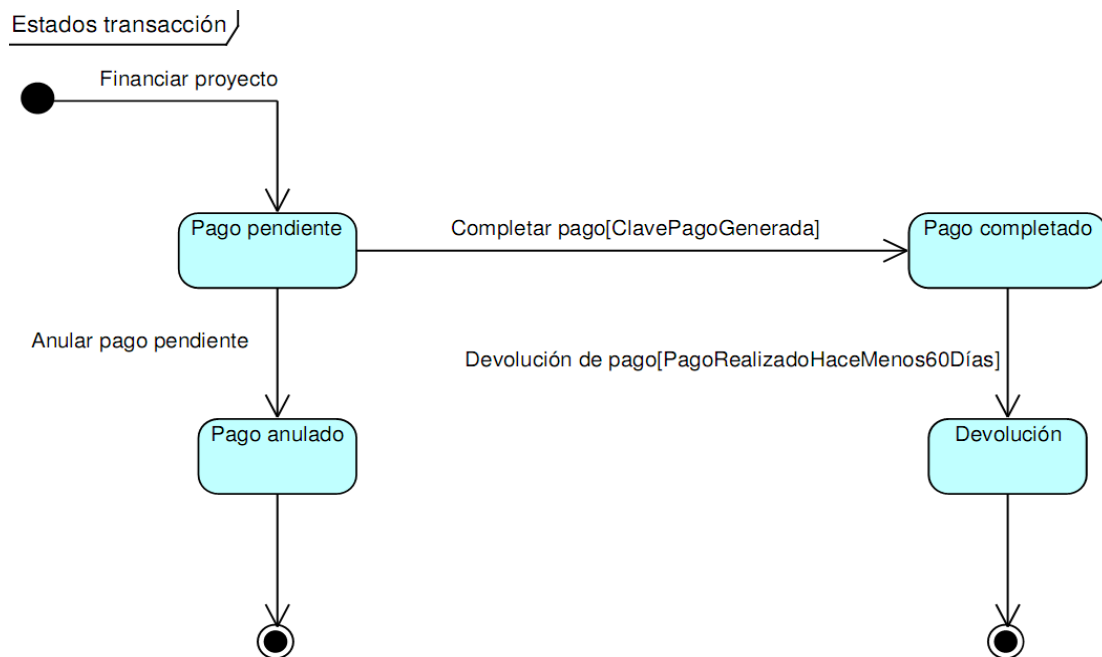 Estados transacción
Financiar proyecto
Pago pendiente
Completar pago[ClavePagoGenerada]
Pago completado
Anular pago pendiente
Devolución de pago[PagoRealizadoHaceMenos60Días]
Pago anulado
Devolución